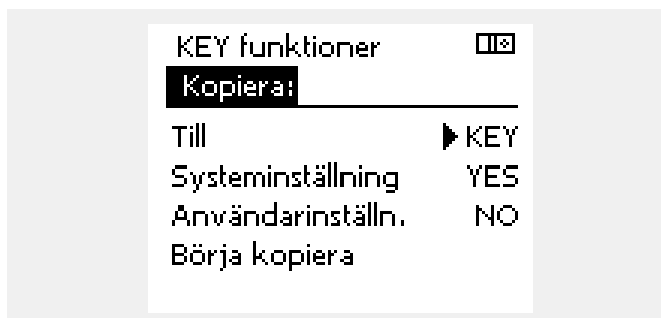 KEY funktioner
Kopiera:
Till KEY
Systeminställning YES
Användarinställn. NO
Börja kopiera